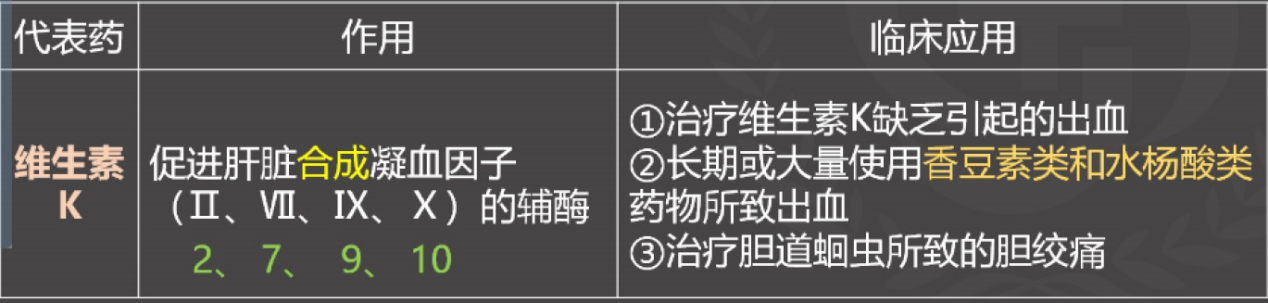 代表药
作用
临床应用
维生素
K
促进肝脏合成凝血因子
（Ⅱ、Ⅶ、Ⅸ、Ⅹ）的辅酶
2、7、9、10
①治疗维生素K缺乏引起的出血
②长期或大量使用香豆素类和水杨酸类
药物所致出血
③治疗胆道蛔虫所致的胆绞痛